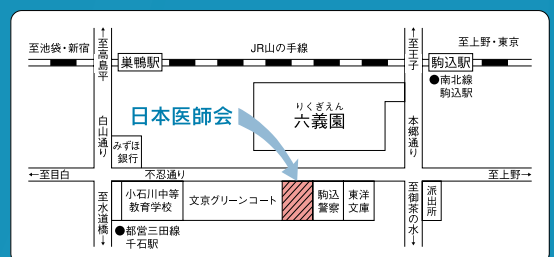 至池袋・新宿
↑至高島平
巣鴨駅
JR山の手線
↑至王子
駒込駅
至上野・東京
●南北線
駒込駅
日本医師会
りくぎえん
六義園
白山通り
本郷通り
みずほ
銀行
←至目白
不忍通り
至上野→
至水道橋↓
小石川中等
教育学校
文京グリーンコート
駒込
警察
東洋
文庫
至御茶の水↓
派出所
●都営三田線
千石駅